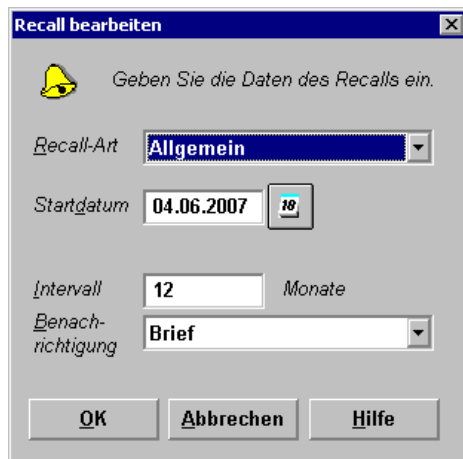 Recall bearbeiten
Geben Sie die Daten des Recalls ein.
Recall-Art Allgemein
Startdatum 04.06.2007 18
Intervall 12 Monate
Benach-
richtigung Brief
OK Abbrechen Hilfe